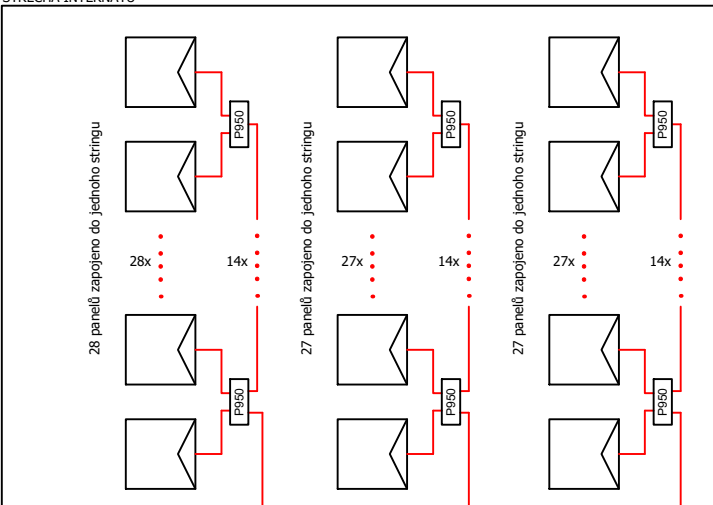 28 panelů zapojeno do jednoho stringu
P950
28x
14x
P950
27 panelů zapojeno do jednoho stringu
P950
27x
14x
P950
27 panelů zapojeno do jednoho stringu
P950
27x
14x
P950